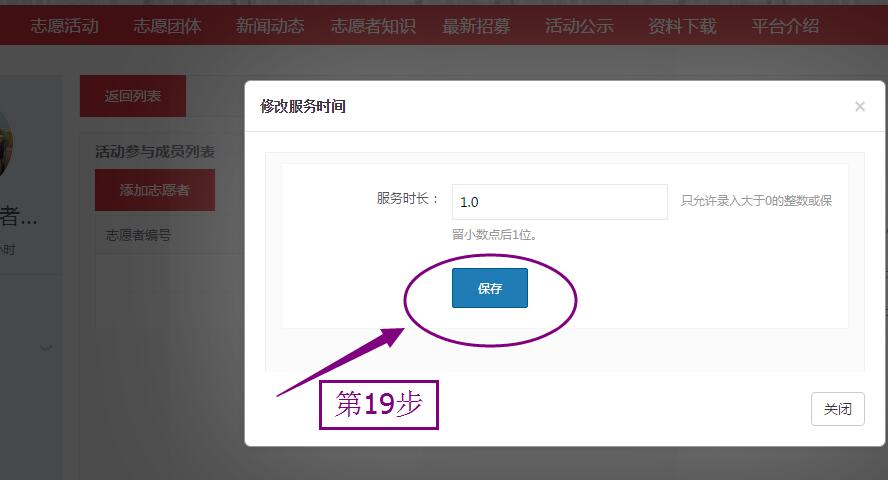 志愿活动 志愿团体 新闻动态 志愿者知识 最新招募 活动公示 资料下载 平台介绍
返回列表
修改服务时间 ×
活动参与成员列表
添加志愿者
服务时长： 1.0 只允许录入大于0的整数或保
留小数点后1位。
者...
志愿者编号
小时
保存
第19步
关闭